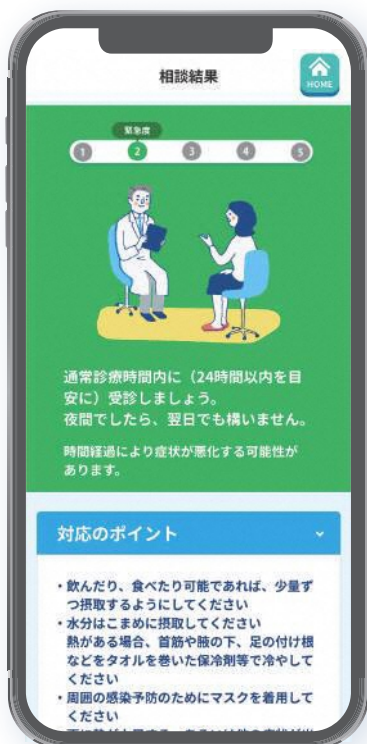 相談結果
HOME
緊急度
1 2 3 4 5
通常診療時間内に（24時間以内を目
安に）受診しましょう。
夜間でしたら、翌日でも構いません。
時間経過により症状が悪化する可能性が
あります。
対応のポイント
・飲んだり、食べたり可能であれば、少量ず
つ摂取するようにしてください
・水分はこまめに摂取してください
熱がある場合、首筋や腋の下、足の付け根
などをタオルを巻いた保冷剤等で冷やして
ください
・周囲の感染予防のためにマスクを着用して
ください